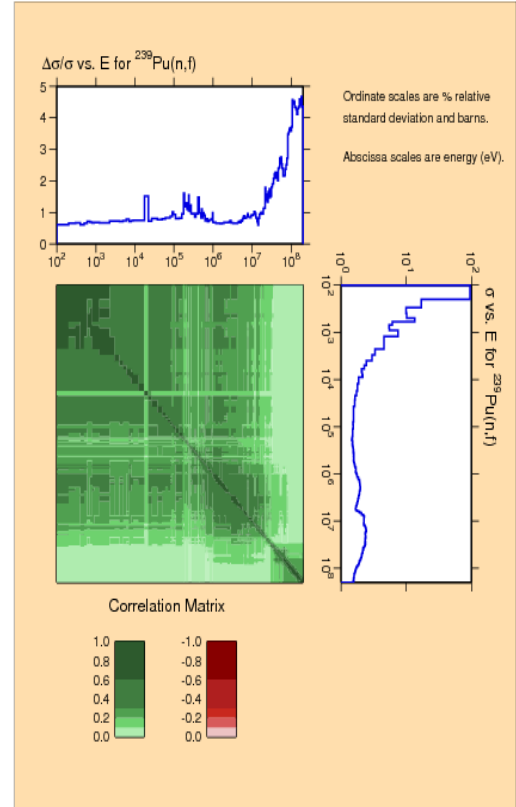 Δσ/σ vs. E for ²³⁹Pu(n,f)
5
4
3
2
1
0
10² 10³ 10⁴ 10⁵ 10⁶ 10⁷ 10⁸
Ordinate scales are % relative
standard deviation and barns.
Abscissa scales are energy (eV).
10⁰ 10¹ 10²
10²
10³
10⁴
10⁵
10⁶
10⁷
10⁸
σ vs. E for ²³⁹Pu(n,f)
Correlation Matrix
1.0 -1.0
0.8 -0.8
0.6 -0.6
0.4 -0.4
0.2 -0.2
0.0 0.0